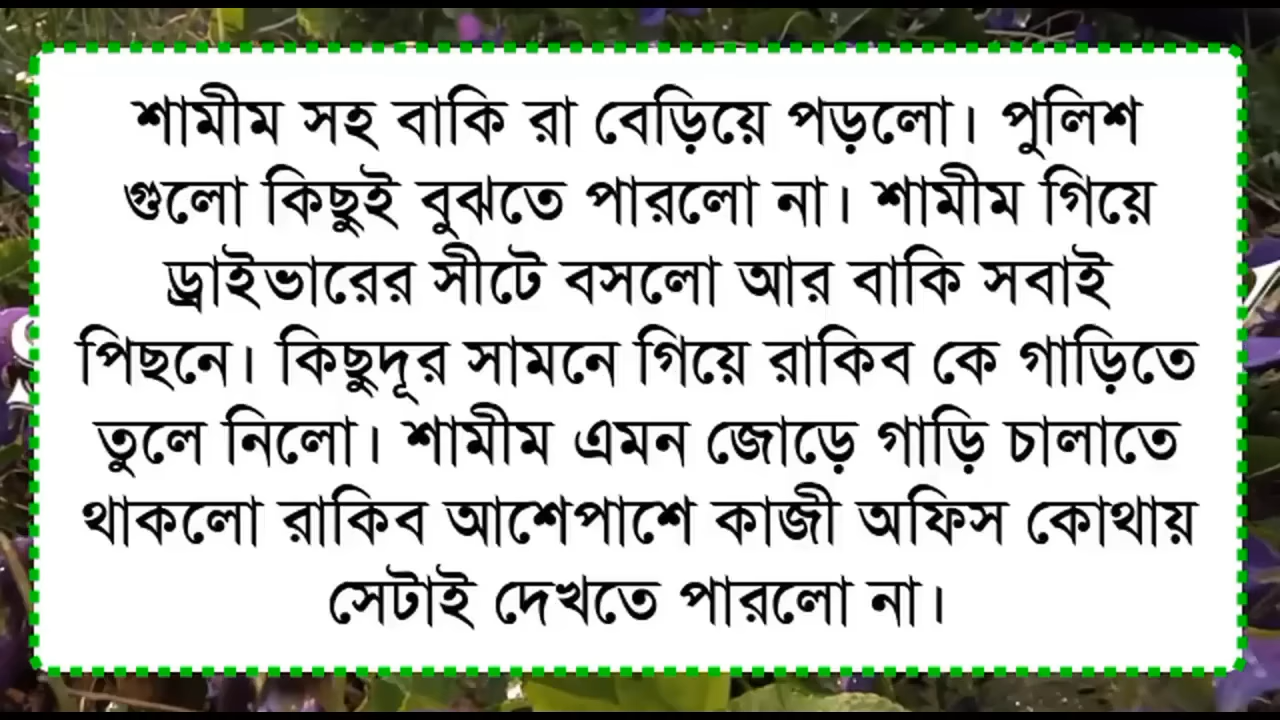 শামীম সহ বাকি রা বেড়িয়ে পড়লো। পুলিশ
গুলো কিছুই বুঝতে পারলো না। শামীম গিয়ে
ড্রাইভারের সীটে বসলো আর বাকি সবাই
পিছনে। কিছুদূর সামনে গিয়ে রাকিব কে গাড়িতে
তুলে নিলো। শামীম এমন জোড়ে গাড়ি চালাতে
থাকলো রাকিব আশেপাশে কাজী অফিস কোথায়
সেটাই দেখতে পারলো না।